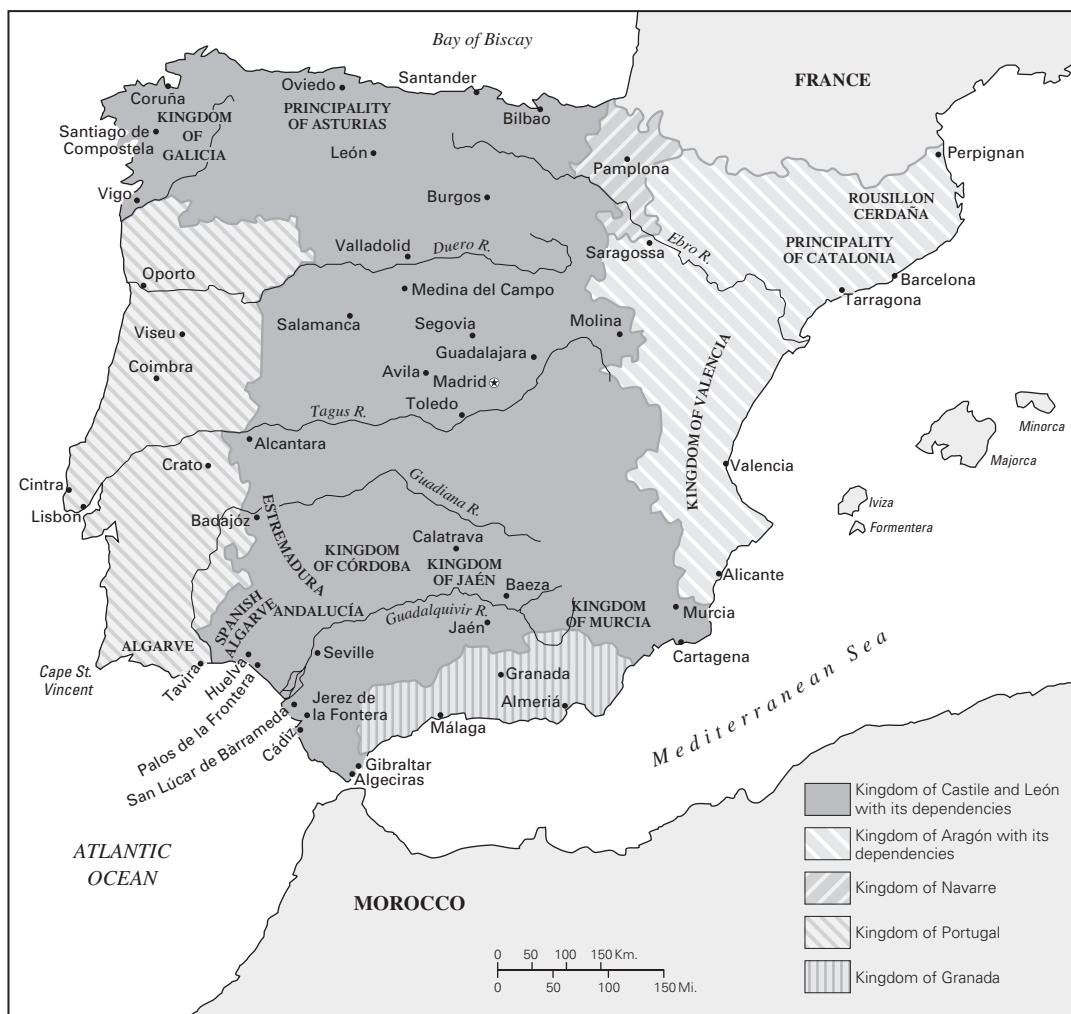 Bay of Biscay
FRANCE
Santander
Oviedo
Coruña
Bilbao
PRINCIPALITY
OF ASTURIAS
KINGDOM
OF
GALICIA
Santiago de
Compostela
León
Pamplona
Perpignan
Vigo
Burgos
ROUSILLON
CERDAÑA
Valladolid
Duero R.
Saragossa
Ebro R.
PRINCIPALITY
OF CATALONIA
Oporto
Barcelona
Medina del Campo
Tarragona
Salamanca
Segovia
Molina
Viseu
Guadalajara
Coimbra
Avila
Madrid
KINGDOM OF VALENCIA
Toledo
Tagus R.
Minorca
Majorca
Alcantara
Crato
Valencia
Cintra
Lisbon
Guadiana R.
Iviza
Formentera
Badajóz
ESTREMADURA
Calatrava
KINGDOM
OF CÓRDOBA
KINGDOM
OF JAÉN
Alicante
Baeza
SPANISH
ALGARVE
ANDALUCÍA
Guadalquivir R.
KINGDOM
OF MURCIA
Murcia
Jaén
ALGARVE
Seville
Cartagena
Cape St.
Vincent
Tavira
Huelva
Palos de la Frontera
Granada
Jerez de
la Fontera
Almeriá
San Lúcar de Bàrrameda
Cádiz
Málaga
Mediterranean Sea
Gibraltar
Algeciras
ATLANTIC
OCEAN
MOROCCO
Kingdom of Castile and León
with its dependencies
Kingdom of Aragón with its
dependencies
Kingdom of Navarre
Kingdom of Portugal
Kingdom of Granada
0 50 100 150 Km.
0 50 100 150 Mi.